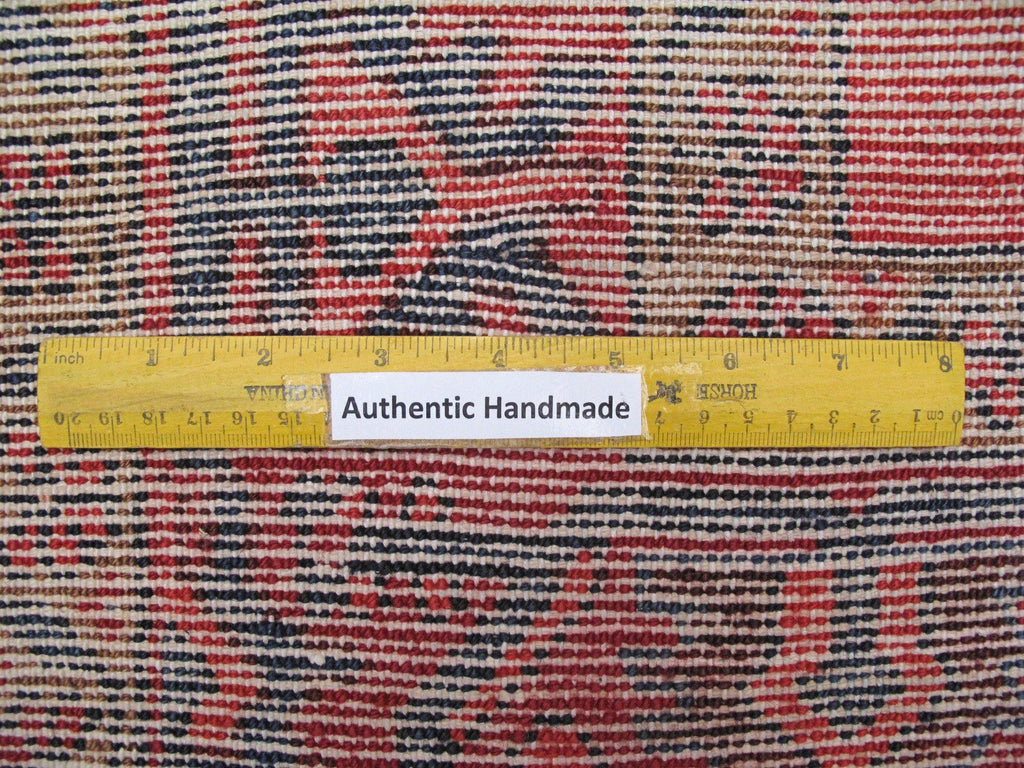 inch 1 2 3 4 5 6 7 8
N CHINA HORSE
Authentic Handmade
20 19 18 17 16 15 7 6 5 4 3 2 1 cm 0